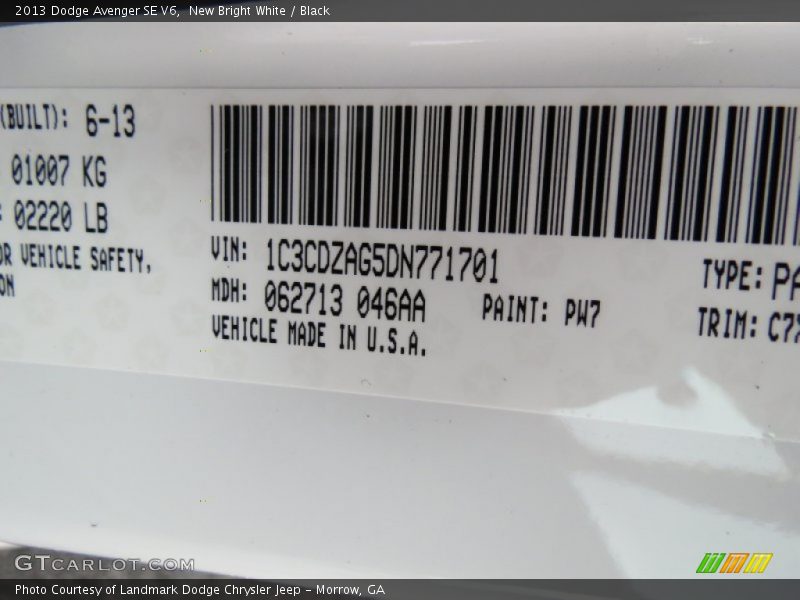 2013 Dodge Avenger SE V6,  New Bright White / Black
(BUILT): 6-13
01007 KG
02220 LB
OR VEHICLE SAFETY,
ON
VIN: 1C3CDZAG5DN771701
MDH: 062713 046AA
PAINT: PW7
VEHICLE MADE IN U.S.A.
TYPE: PA
TRIM: C7X
GTCARLOT.COM
Photo Courtesy of Landmark Dodge Chrysler Jeep – Morrow, GA